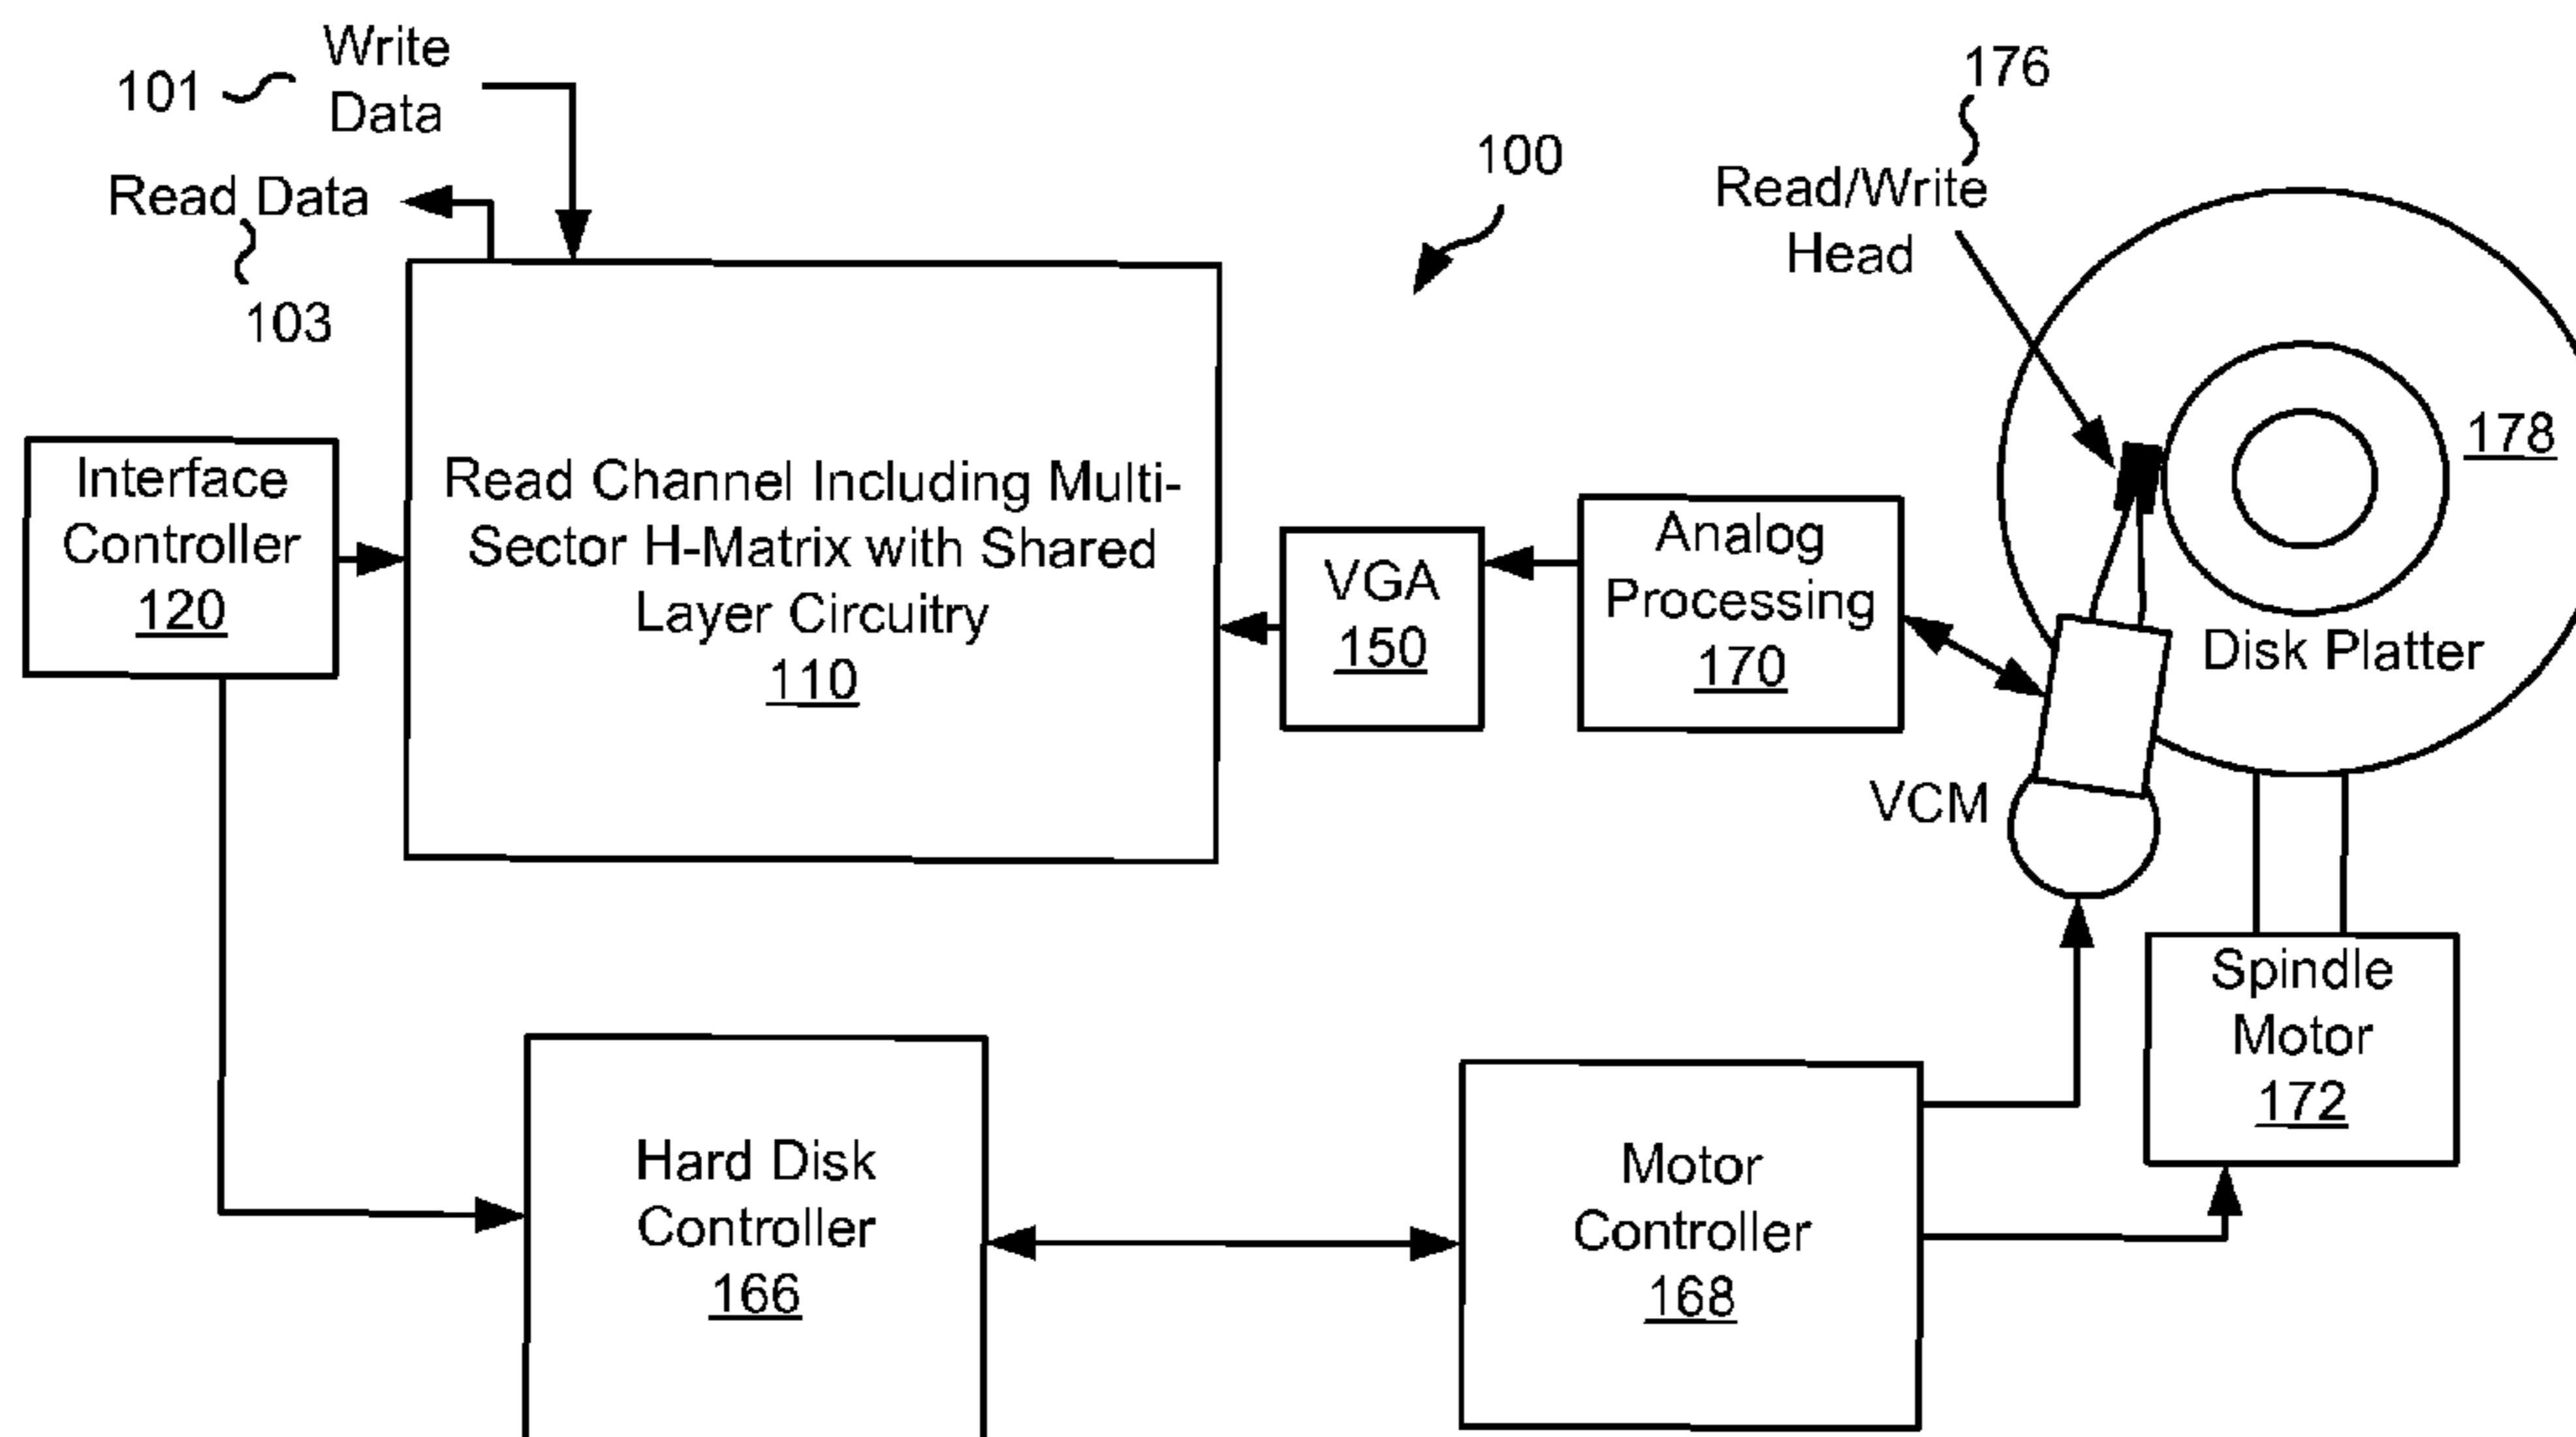 Write
Data
101
Read Data
103
100
176
Read/Write
Head
178
Disk Platter
Interface
Controller
120
Read Channel Including Multi-
Sector H-Matrix with Shared
Layer Circuitry
110
VGA
150
Analog
Processing
170
VCM
Spindle
Motor
172
Hard Disk
Controller
166
Motor
Controller
168